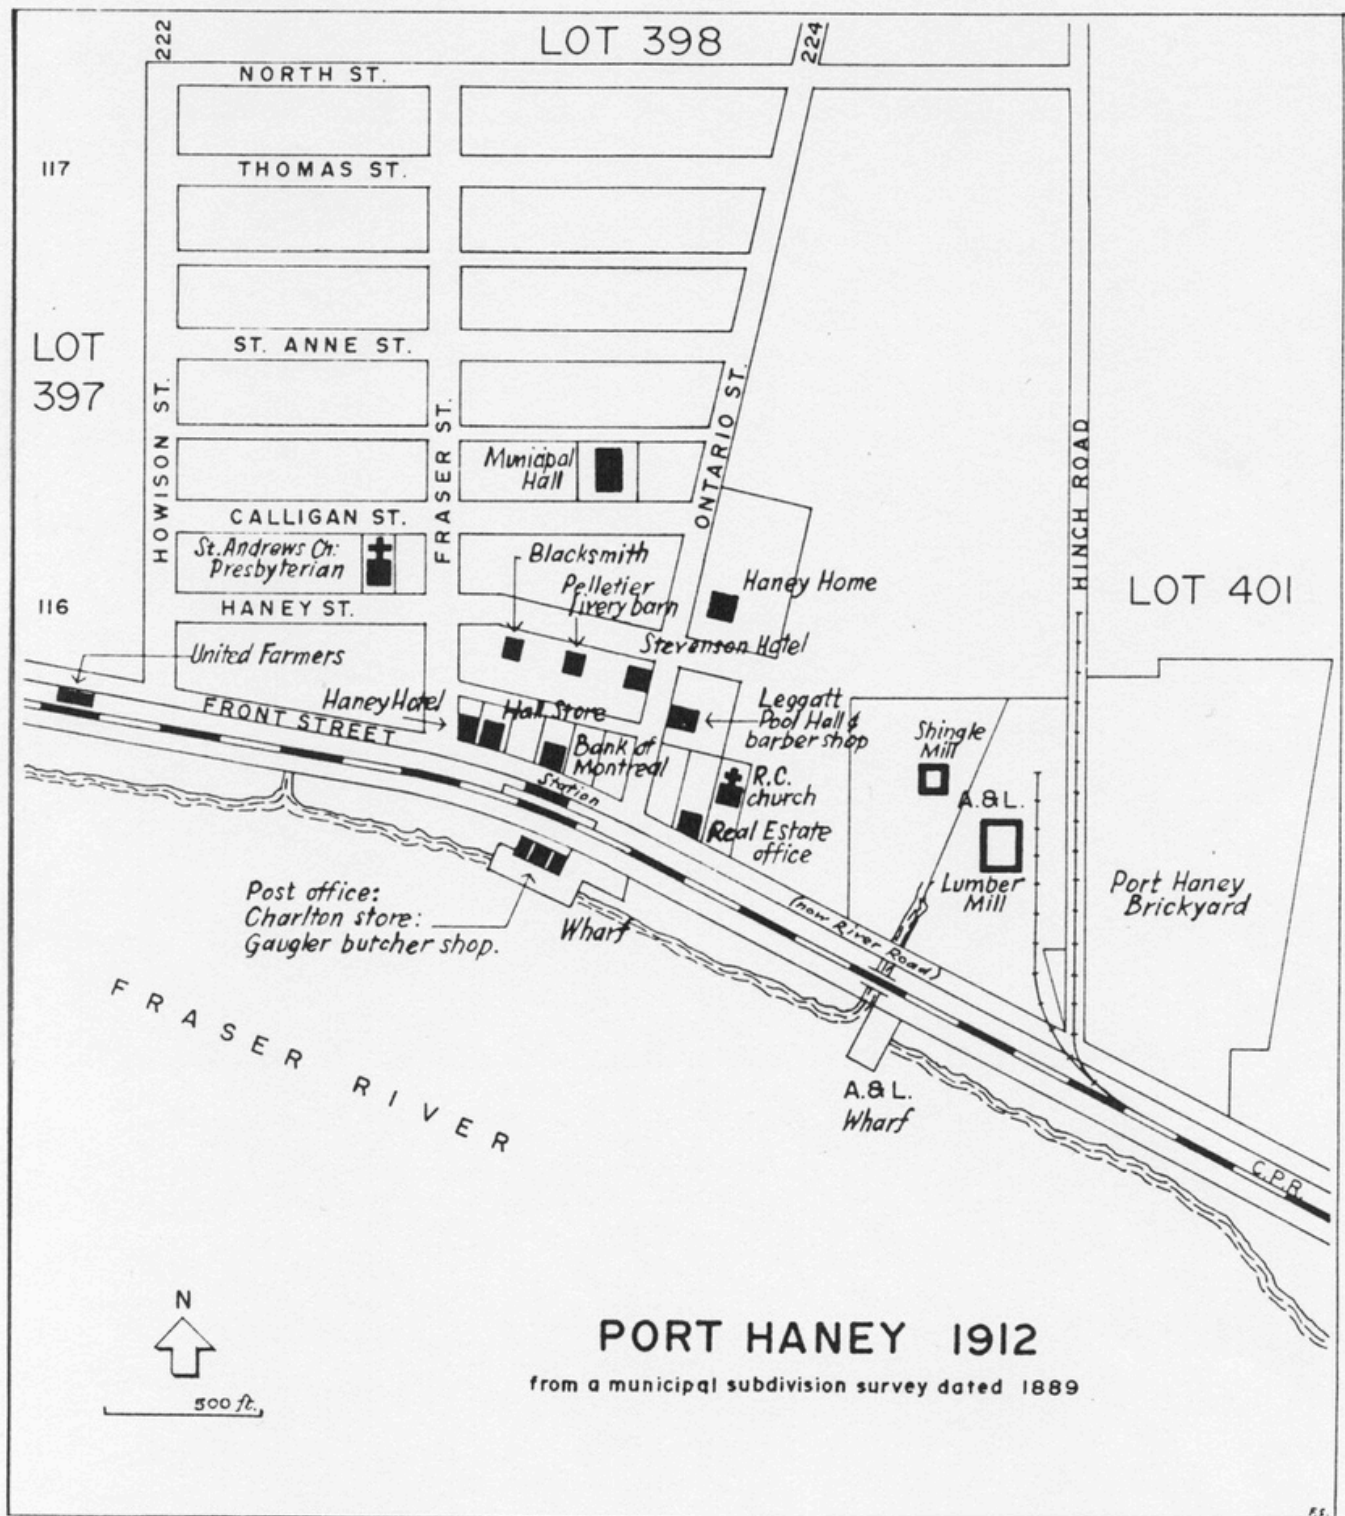 222
LOT 398
224
NORTH ST.
117
THOMAS ST.
LOT
397
ST. ANNE ST.
HOWISON ST.
FRASER ST.
ONTARIO ST.
HINCH ROAD
Municipal
Hall
CALLIGAN ST.
St. Andrews Ch:
Presbyterian
Blacksmith
Pelletier
livery barn
Haney Home
LOT 401
116
HANEY ST.
United Farmers
Stevenson Hotel
Haney Hotel
Hall Store
FRONT STREET
Leggatt
Pool Hall &
barber shop
Shingle
Mill
Bank of
Montreal
Station
R.C.
church
A.& L.
Lumber
Mill
Real Estate
office
Port Haney
Brickyard
Post office:
Charlton store:
Gaugler butcher shop.
Wharf
(now River Road)
FRASER RIVER
A.& L.
Wharf
C.P.R.
N
500 ft.
PORT HANEY 1912
from a municipal subdivision survey dated 1889
F.S.